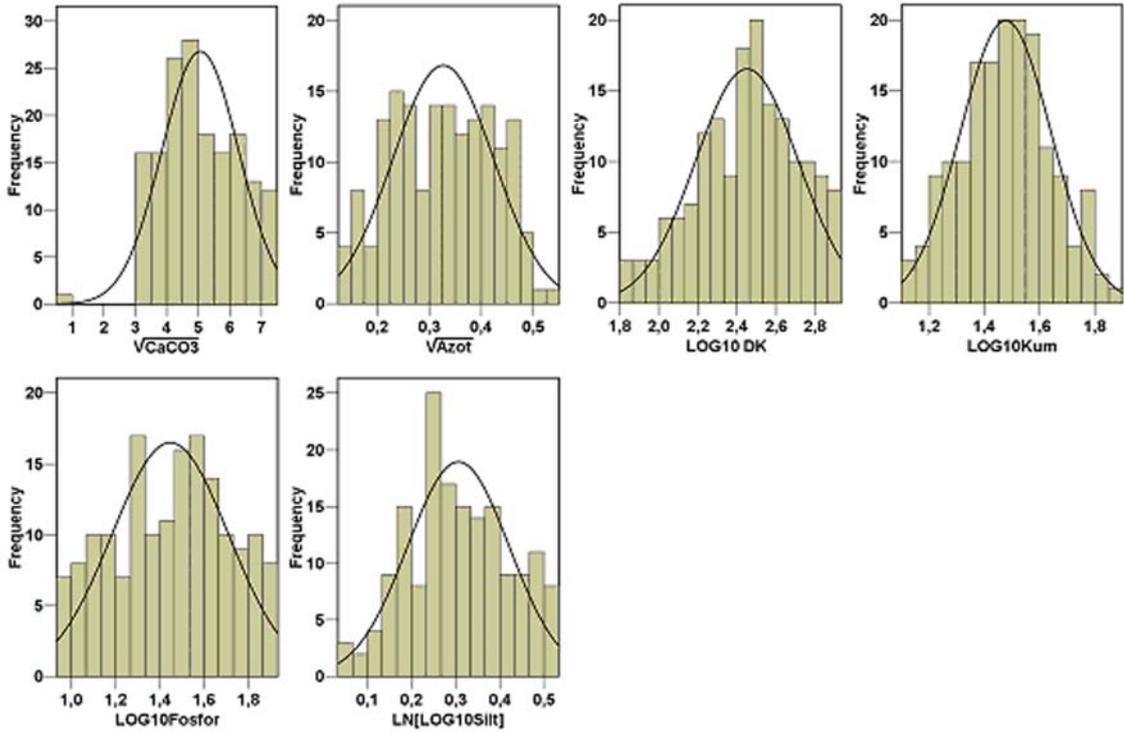 Frequency
30
25
20
15
10
5
0
1 2 3 4 5 6 7
√CaCO3
Frequency
20
15
10
5
0
0,2 0,3 0,4 0,5
√Azot
Frequency
20
15
10
5
0
1,8 2,0 2,2 2,4 2,6 2,8
LOG10 DK
Frequency
20
15
10
5
0
1,2 1,4 1,6 1,8
LOG10Kum
Frequency
20
15
10
5
0
1,0 1,2 1,4 1,6 1,8
LOG10Fosfor
Frequency
25
20
15
10
5
0
0,1 0,2 0,3 0,4 0,5
LN[LOG10Silt]